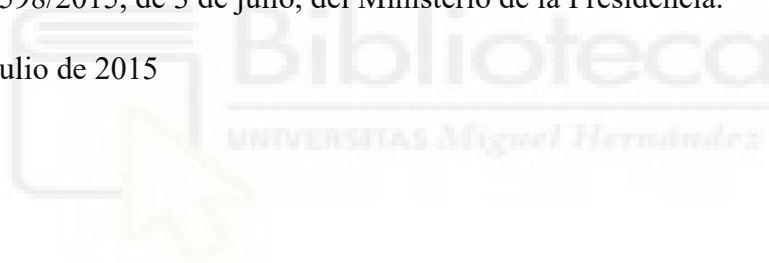 598/2015, de 3 de julio, del Ministerio de la Presidencia.
ulio de 2015
Biblioteca
UNIVERSITAS Miguel Hernández